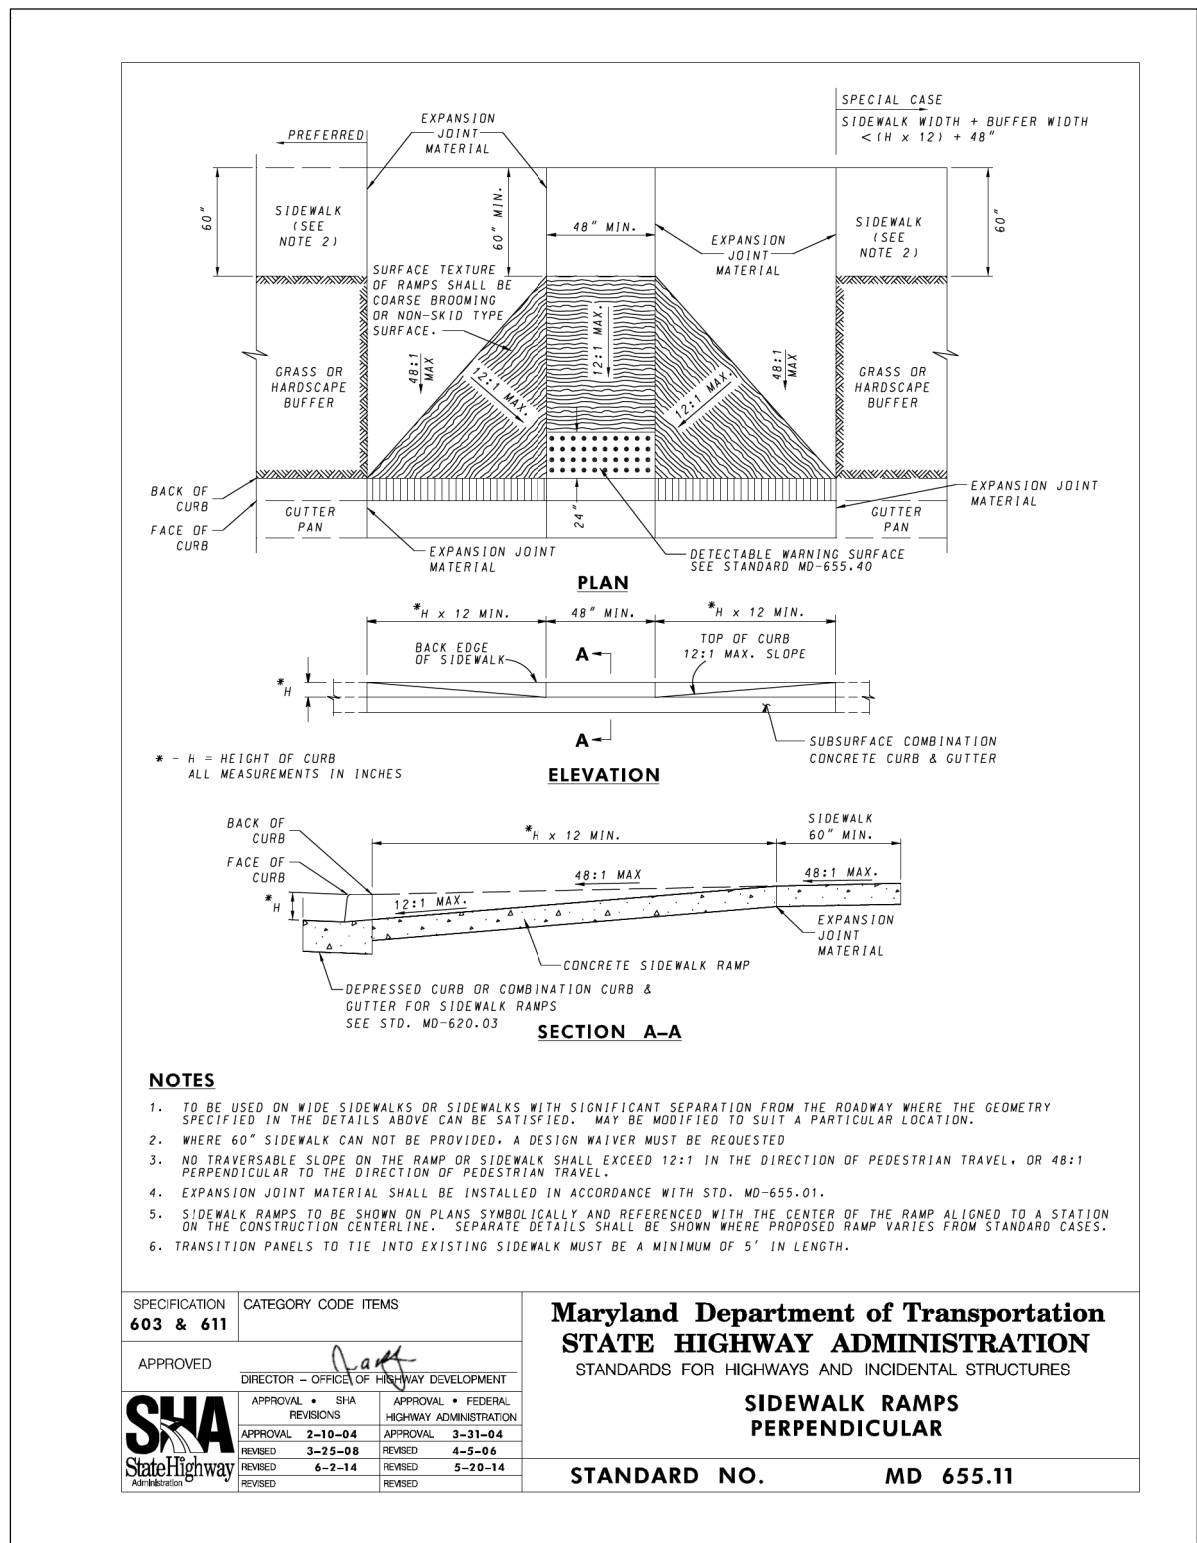 SPECIAL CASE
SIDEWALK WIDTH + BUFFER WIDTH
< (H x 12) + 48"
EXPANSION
JOINT
MATERIAL
PREFERRED
60"
SIDEWALK
(SEE
NOTE 2)
60" MIN.
48" MIN.
EXPANSION
JOINT
MATERIAL
SIDEWALK
(SEE
NOTE 2)
60"
SURFACE TEXTURE
OF RAMPS SHALL BE
COARSE BROOMING
OR NON-SKID TYPE
SURFACE.
GRASS OR
HARDSCAPE
BUFFER
48:1
MAX
12:1 MAX.
12:1 MAX.
12:1 MAX.
48:1
MAX
GRASS OR
HARDSCAPE
BUFFER
BACK OF
CURB
FACE OF
CURB
GUTTER
PAN
24"
GUTTER
PAN
EXPANSION JOINT
MATERIAL
EXPANSION JOINT
MATERIAL
DETECTABLE WARNING SURFACE
SEE STANDARD MD-655.40
PLAN
*H x 12 MIN.
48" MIN.
*H x 12 MIN.
BACK EDGE
OF SIDEWALK
A
TOP OF CURB
12:1 MAX. SLOPE
*H
A
SUBSURFACE COMBINATION
CONCRETE CURB & GUTTER
* - H = HEIGHT OF CURB
ALL MEASUREMENTS IN INCHES
ELEVATION
BACK OF
CURB
FACE OF
CURB
*H x 12 MIN.
SIDEWALK
60" MIN.
48:1 MAX
48:1 MAX.
*H
12:1 MAX.
EXPANSION
JOINT
MATERIAL
CONCRETE SIDEWALK RAMP
DEPRESSED CURB OR COMBINATION CURB &
GUTTER FOR SIDEWALK RAMPS
SEE STD. MD-620.03
SECTION A-A
NOTES
1. TO BE USED ON WIDE SIDEWALKS OR SIDEWALKS WITH SIGNIFICANT SEPARATION FROM THE ROADWAY WHERE THE GEOMETRY
SPECIFIED IN THE DETAILS ABOVE CAN BE SATISFIED. MAY BE MODIFIED TO SUIT A PARTICULAR LOCATION.
2. WHERE 60" SIDEWALK CAN NOT BE PROVIDED, A DESIGN WAIVER MUST BE REQUESTED
3. NO TRAVERSABLE SLOPE ON THE RAMP OR SIDEWALK SHALL EXCEED 12:1 IN THE DIRECTION OF PEDESTRIAN TRAVEL, OR 48:1
PERPENDICULAR TO THE DIRECTION OF PEDESTRIAN TRAVEL.
4. EXPANSION JOINT MATERIAL SHALL BE INSTALLED IN ACCORDANCE WITH STD. MD-655.01.
5. SIDEWALK RAMPS TO BE SHOWN ON PLANS SYMBOLICALLY AND REFERENCED WITH THE CENTER OF THE RAMP ALIGNED TO A STATION
ON THE CONSTRUCTION CENTERLINE. SEPARATE DETAILS SHALL BE SHOWN WHERE PROPOSED RAMP VARIES FROM STANDARD CASES.
6. TRANSITION PANELS TO TIE INTO EXISTING SIDEWALK MUST BE A MINIMUM OF 5' IN LENGTH.
SPECIFICATION
603 & 611
CATEGORY CODE ITEMS
APPROVED
DIRECTOR - OFFICE OF HIGHWAY DEVELOPMENT
SHA
State Highway
Administration
APPROVAL • SHA
REVISIONS
APPROVAL • FEDERAL
HIGHWAY ADMINISTRATION
APPROVAL 2-10-04
APPROVAL 3-31-04
REVISED 3-25-08
REVISED 4-5-06
REVISED 6-2-14
REVISED 5-20-14
REVISED
REVISED
Maryland Department of Transportation
STATE HIGHWAY ADMINISTRATION
STANDARDS FOR HIGHWAYS AND INCIDENTAL STRUCTURES
SIDEWALK RAMPS
PERPENDICULAR
STANDARD NO. MD 655.11